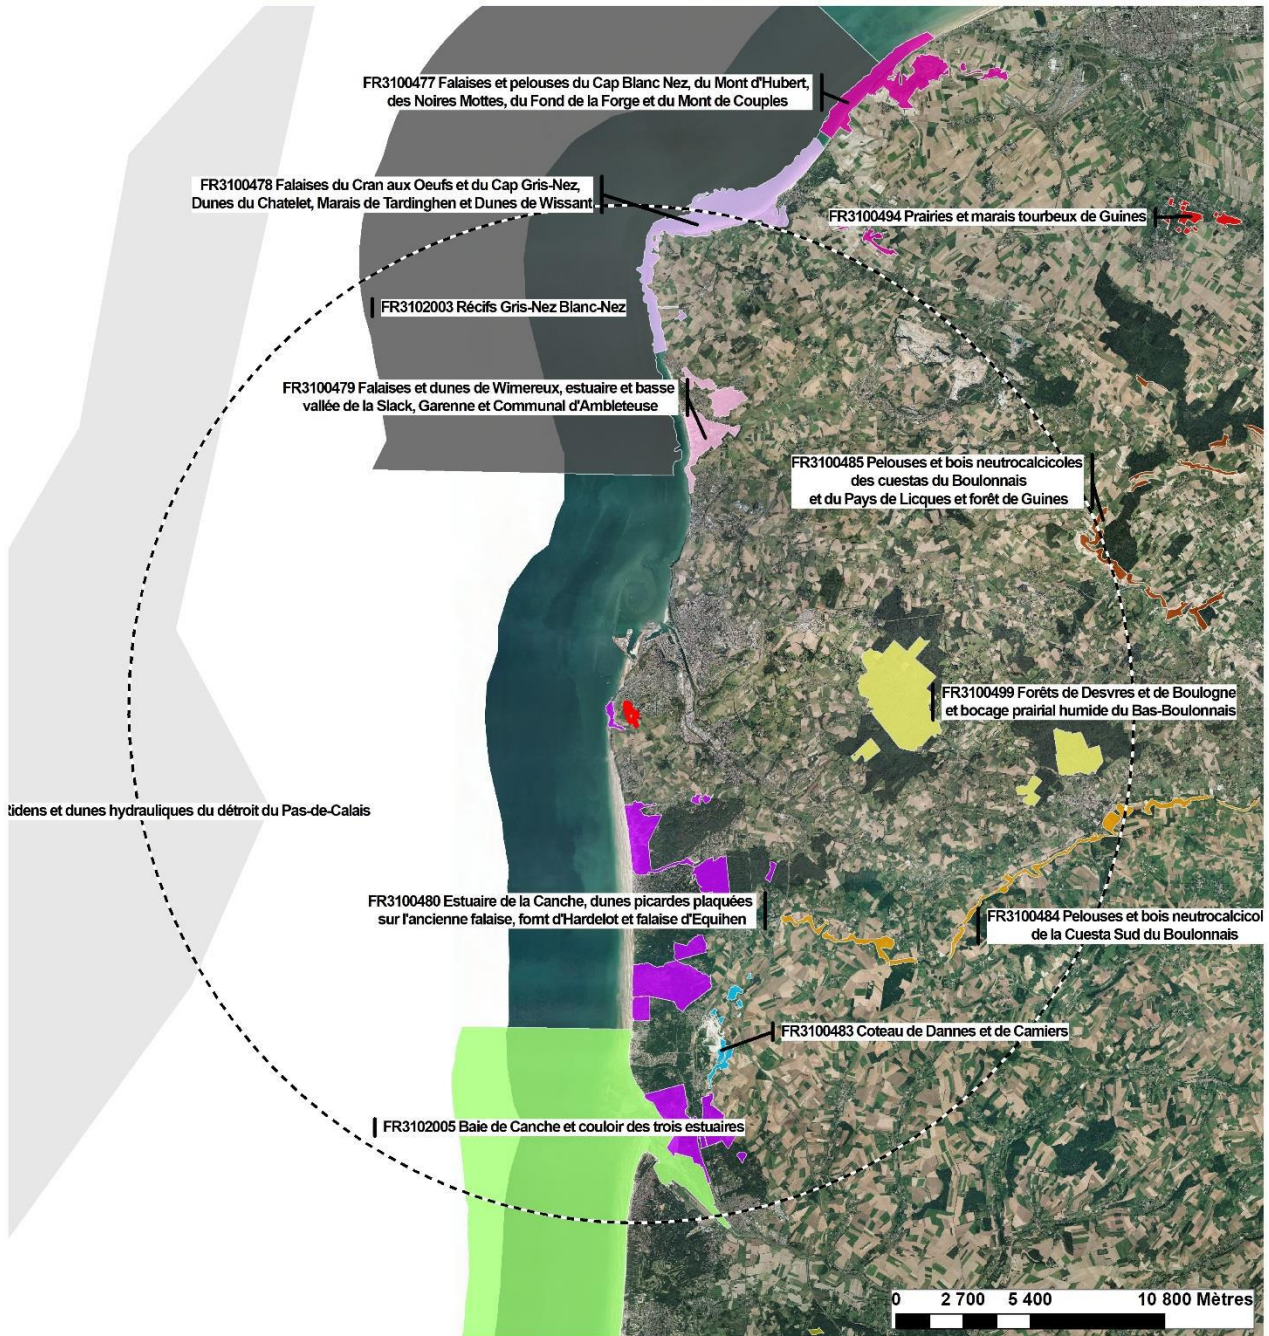 FR3100477 Falaises et pelouses du Cap Blanc Nez, du Mont d'Hubert,
des Noires Mottes, du Fond de la Forge et du Mont de Couples
FR3100478 Falaises du Cran aux Oeufs et du Cap Gris-Nez,
Dunes du Chatelet, Marais de Tardinghen et Dunes de Wissant
FR3100494 Prairies et marais tourbeux de Guines
FR3102003 Récifs Gris-Nez Blanc-Nez
FR3100479 Falaises et dunes de Wimereux, estuaire et basse
vallée de la Slack, Garenne et Communal d'Ambleteuse
FR3100485 Pelouses et bois neutrocalcicoles
des cuestas du Boulonnais
et du Pays de Licques et forêt de Guines
FR3100499 Forêts de Desvres et de Boulogne
et bocage prairial humide du Bas-Boulonnais
Ridens et dunes hydrauliques du détroit du Pas-de-Calais
FR3100480 Estuaire de la Canche, dunes picardes plaquées
sur l'ancienne falaise, fomt d'Hardelot et falaise d'Equihen
FR3100484 Pelouses et bois neutrocalcicol
de la Cuesta Sud du Boulonnais
FR3100483 Coteau de Dannes et de Camiers
FR3102005 Baie de Canche et couloir des trois estuaires
0 2 700 5 400 10 800 Mètres